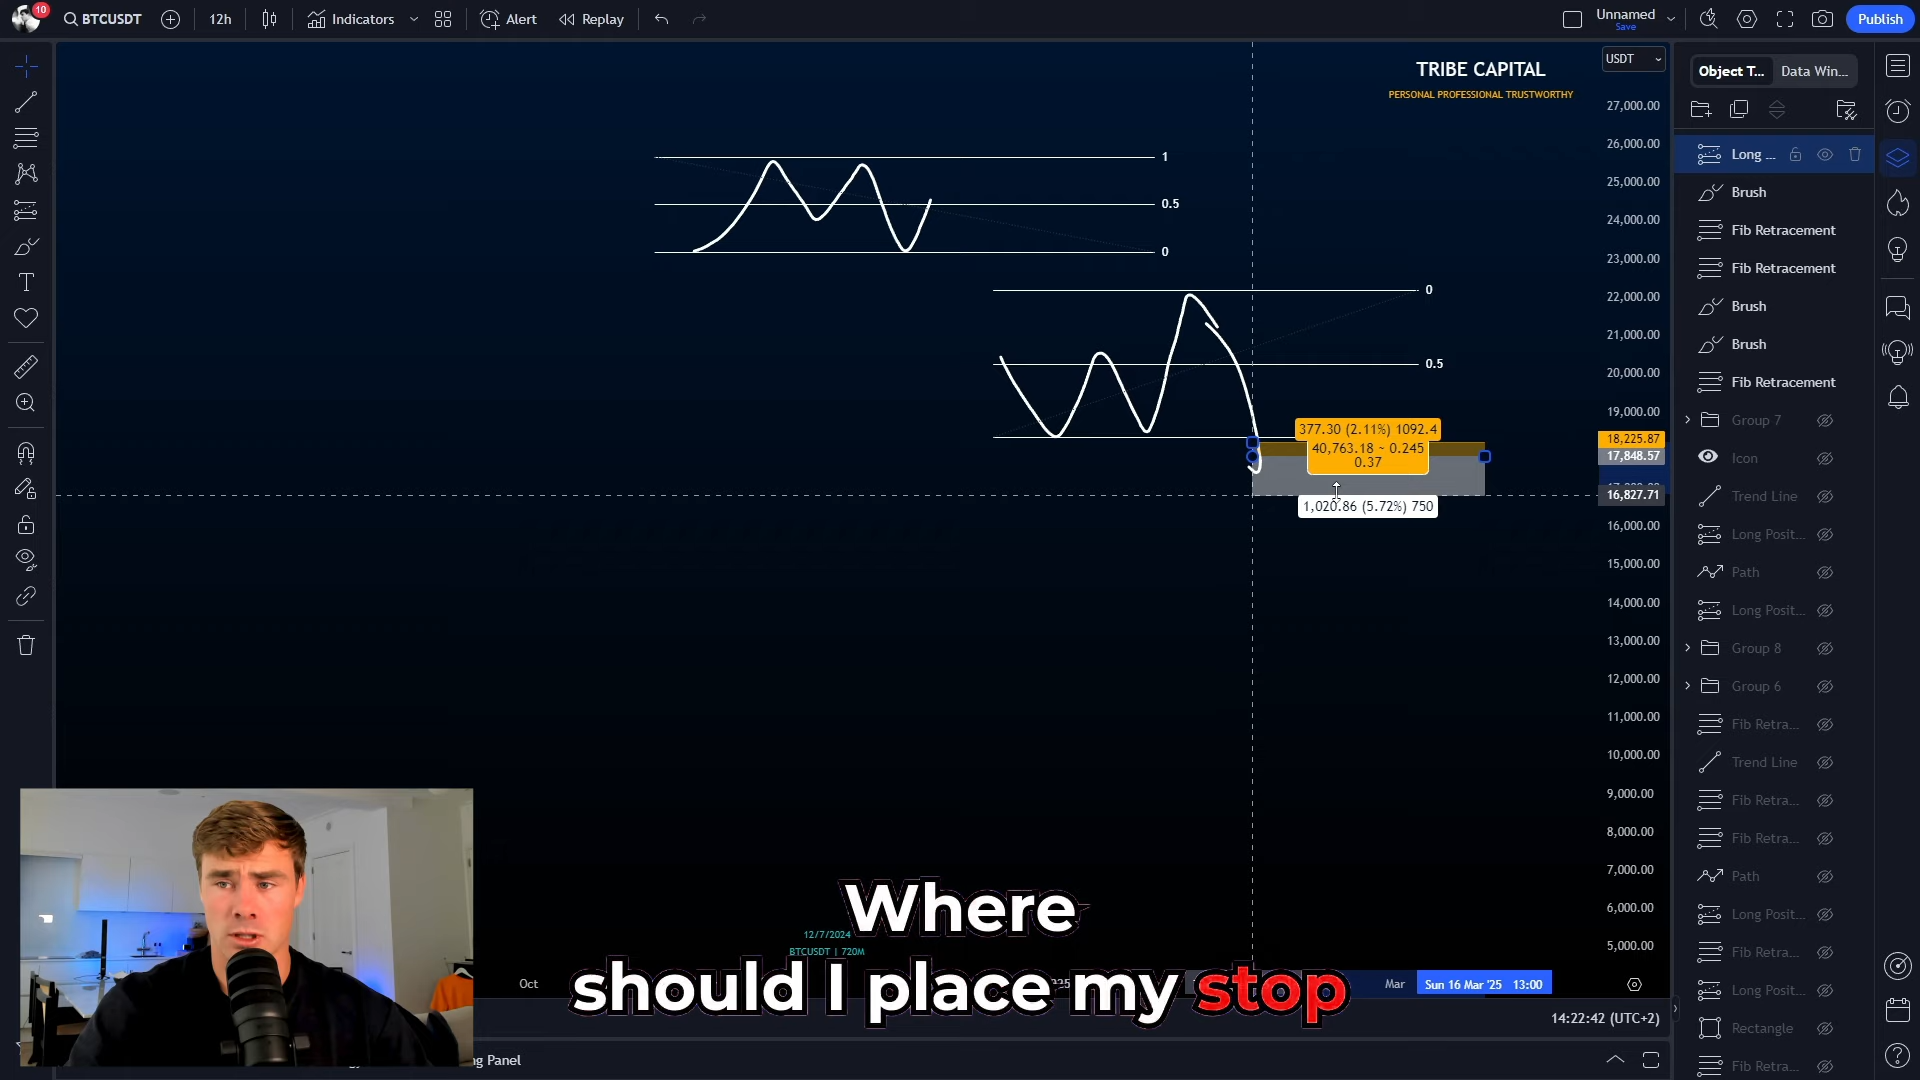 10
BTCUSDT
12h
Indicators
Alert
Replay
Unnamed
Save
Publish
TRIBE CAPITAL
PERSONAL PROFESSIONAL TRUSTWORTHY
USDT
27,000.00
26,000.00
25,000.00
24,000.00
23,000.00
22,000.00
21,000.00
20,000.00
19,000.00
18,225.87
17,848.57
16,827.71
16,000.00
15,000.00
14,000.00
13,000.00
12,000.00
11,000.00
10,000.00
9,000.00
8,000.00
7,000.00
6,000.00
5,000.00
1
0.5
0
0
0.5
377.30 (2.11%) 1092.4
40,763.18 ~ 0.245
0.37
1,020.86 (5.72%) 750
Object T...
Data Win...
Long ...
Brush
Fib Retracement
Fib Retracement
Brush
Brush
Fib Retracement
Group 7
Icon
Trend Line
Long Posit...
Path
Long Posit...
Group 8
Group 6
Fib Retra...
Trend Line
Fib Retra...
Fib Retra...
Path
Long Posit...
Fib Retra...
Long Posit...
Rectangle
Fib Retra...
Where
should I place my stop
12/7/2024
BTCUSDT | 720M
Oct
Mar
Sun 16 Mar '25 13:00
14:22:42 (UTC+2)
Panel